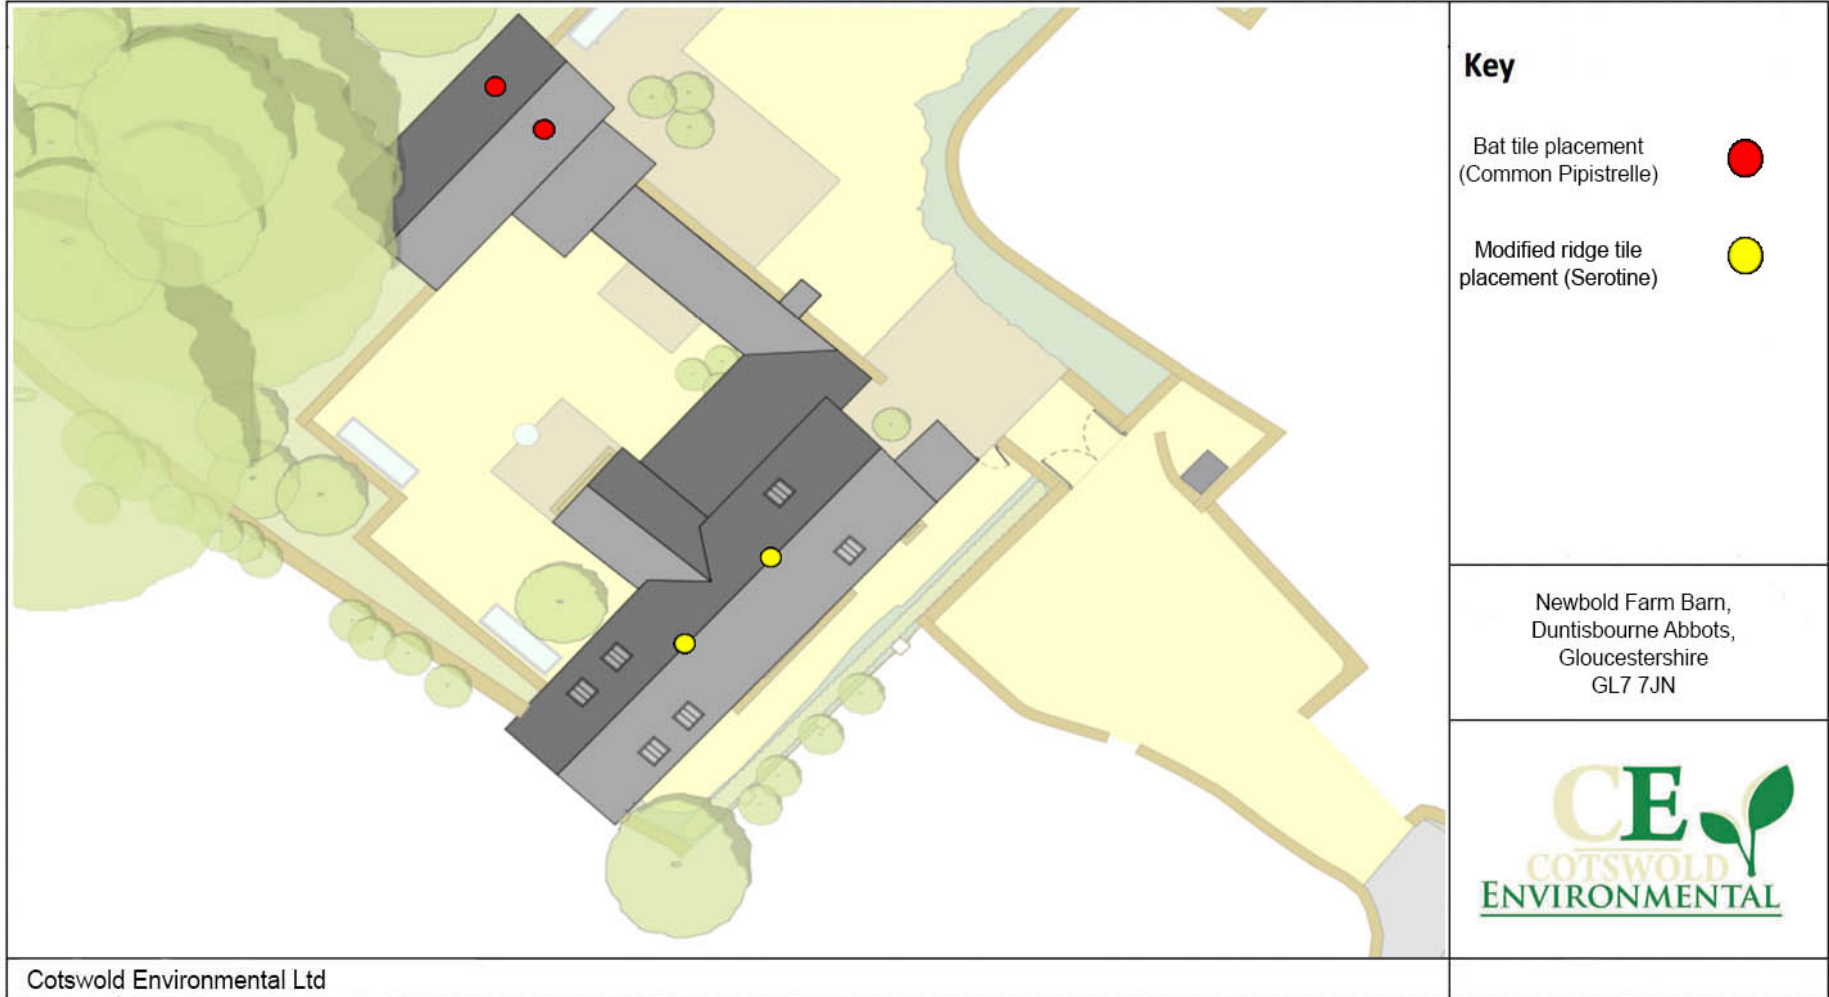 Key
Bat tile placement
(Common Pipistrelle)
Modified ridge tile
placement (Serotine)
Newbold Farm Barn,
Duntisbourne Abbots,
Gloucestershire
GL7 7JN
CE
COTSWOLD
ENVIRONMENTAL
Cotswold Environmental Ltd